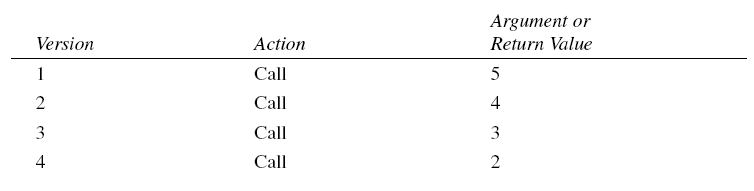 Argument or
Version Action Return Value
1 Call 5
2 Call 4
3 Call 3
4 Call 2